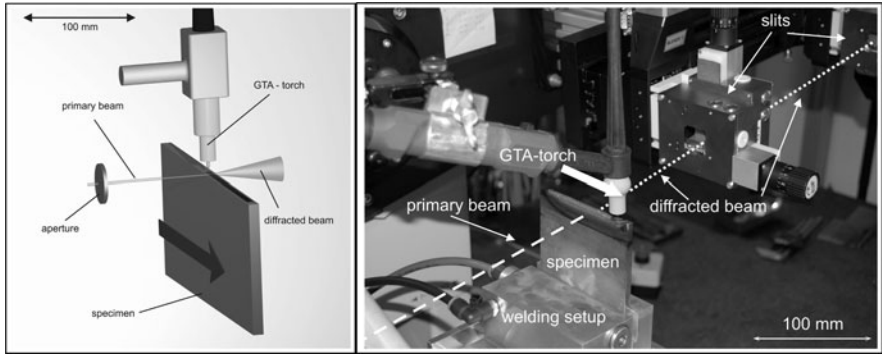 100 mm
GTA - torch
primary beam
aperture
diffracted beam
specimen
slits
GTA-torch
primary beam
diffracted beam
specimen
welding setup
100 mm